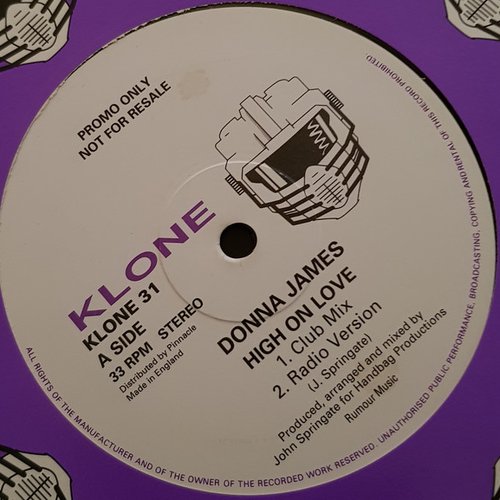 PROMO ONLY
NOT FOR RESALE
KLONE
KLONE 31
A SIDE
33 RPM STEREO
Distributed by Pinnacle
Made in England
DONNA JAMES
HIGH ON LOVE
1. Club Mix
2. Radio Version
(J. Springate)
Produced, arranged and mixed by
John Springate for Handbag Productions
Rumour Music
ALL RIGHTS OF THE MANUFACTURER AND OF THE OWNER OF THE RECORDED WORK RESERVED. UNAUTHORISED PUBLIC PERFORMANCE, BROADCASTING, COPYING AND RENTAL OF THIS RECORD PROHIBITED.